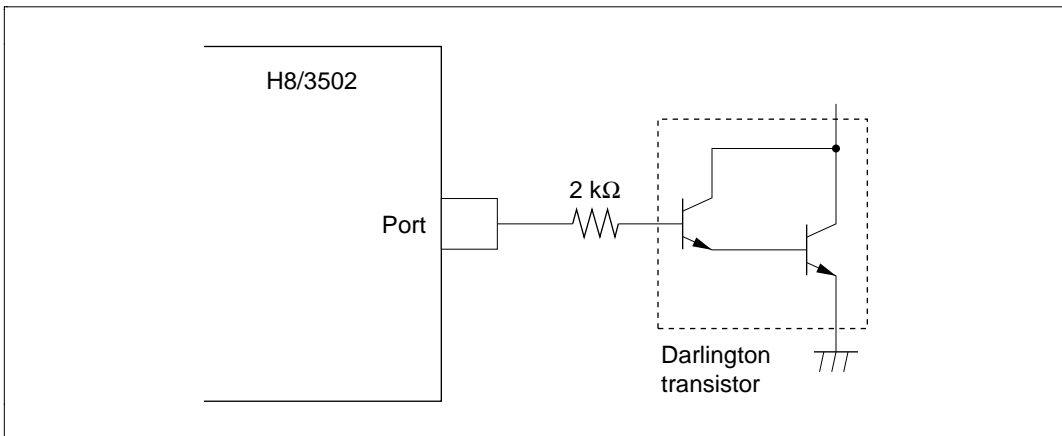 H8/3502
2 kΩ
Port
Darlington
transistor